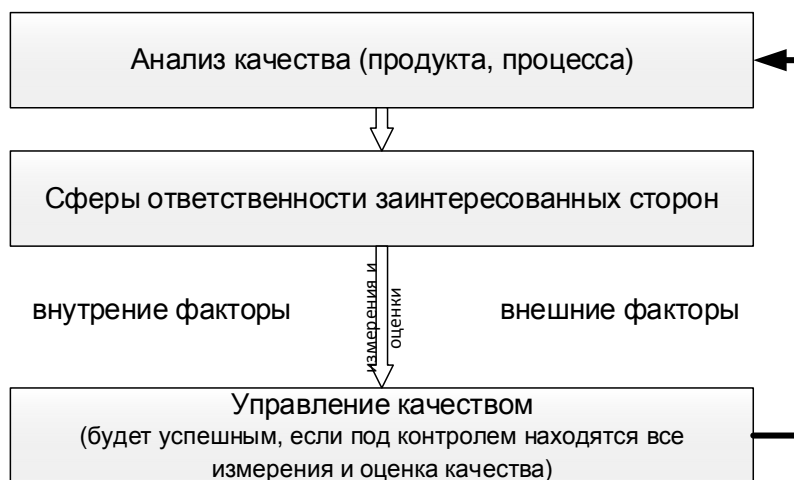 Анализ качества (продукта, процесса)
Сферы ответственности заинтересованных сторон
измерения и
оценки
внутрение факторы
внешние факторы
Управление качеством
(будет успешным, если под контролем находятся все
измерения и оценка качества)